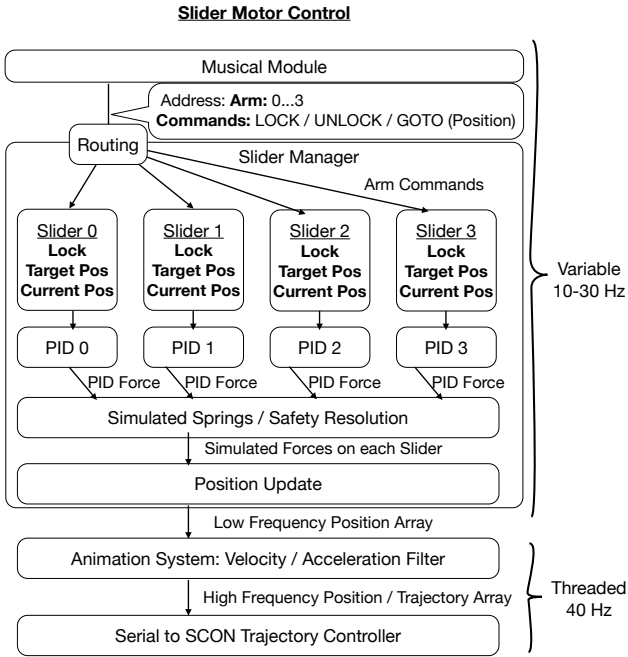 Slider Motor Control
Musical Module
Address: Arm: 0...3
Commands: LOCK / UNLOCK / GOTO (Position)
Routing
Slider Manager
Arm Commands
Slider 0
Lock
Target Pos
Current Pos
Slider 1
Lock
Target Pos
Current Pos
Slider 2
Lock
Target Pos
Current Pos
Slider 3
Lock
Target Pos
Current Pos
Variable
10-30 Hz
PID 0
PID 1
PID 2
PID 3
PID Force
PID Force
PID Force
PID Force
Simulated Springs / Safety Resolution
Simulated Forces on each Slider
Position Update
Low Frequency Position Array
Animation System: Velocity / Acceleration Filter
High Frequency Position / Trajectory Array
Threaded
40 Hz
Serial to SCON Trajectory Controller